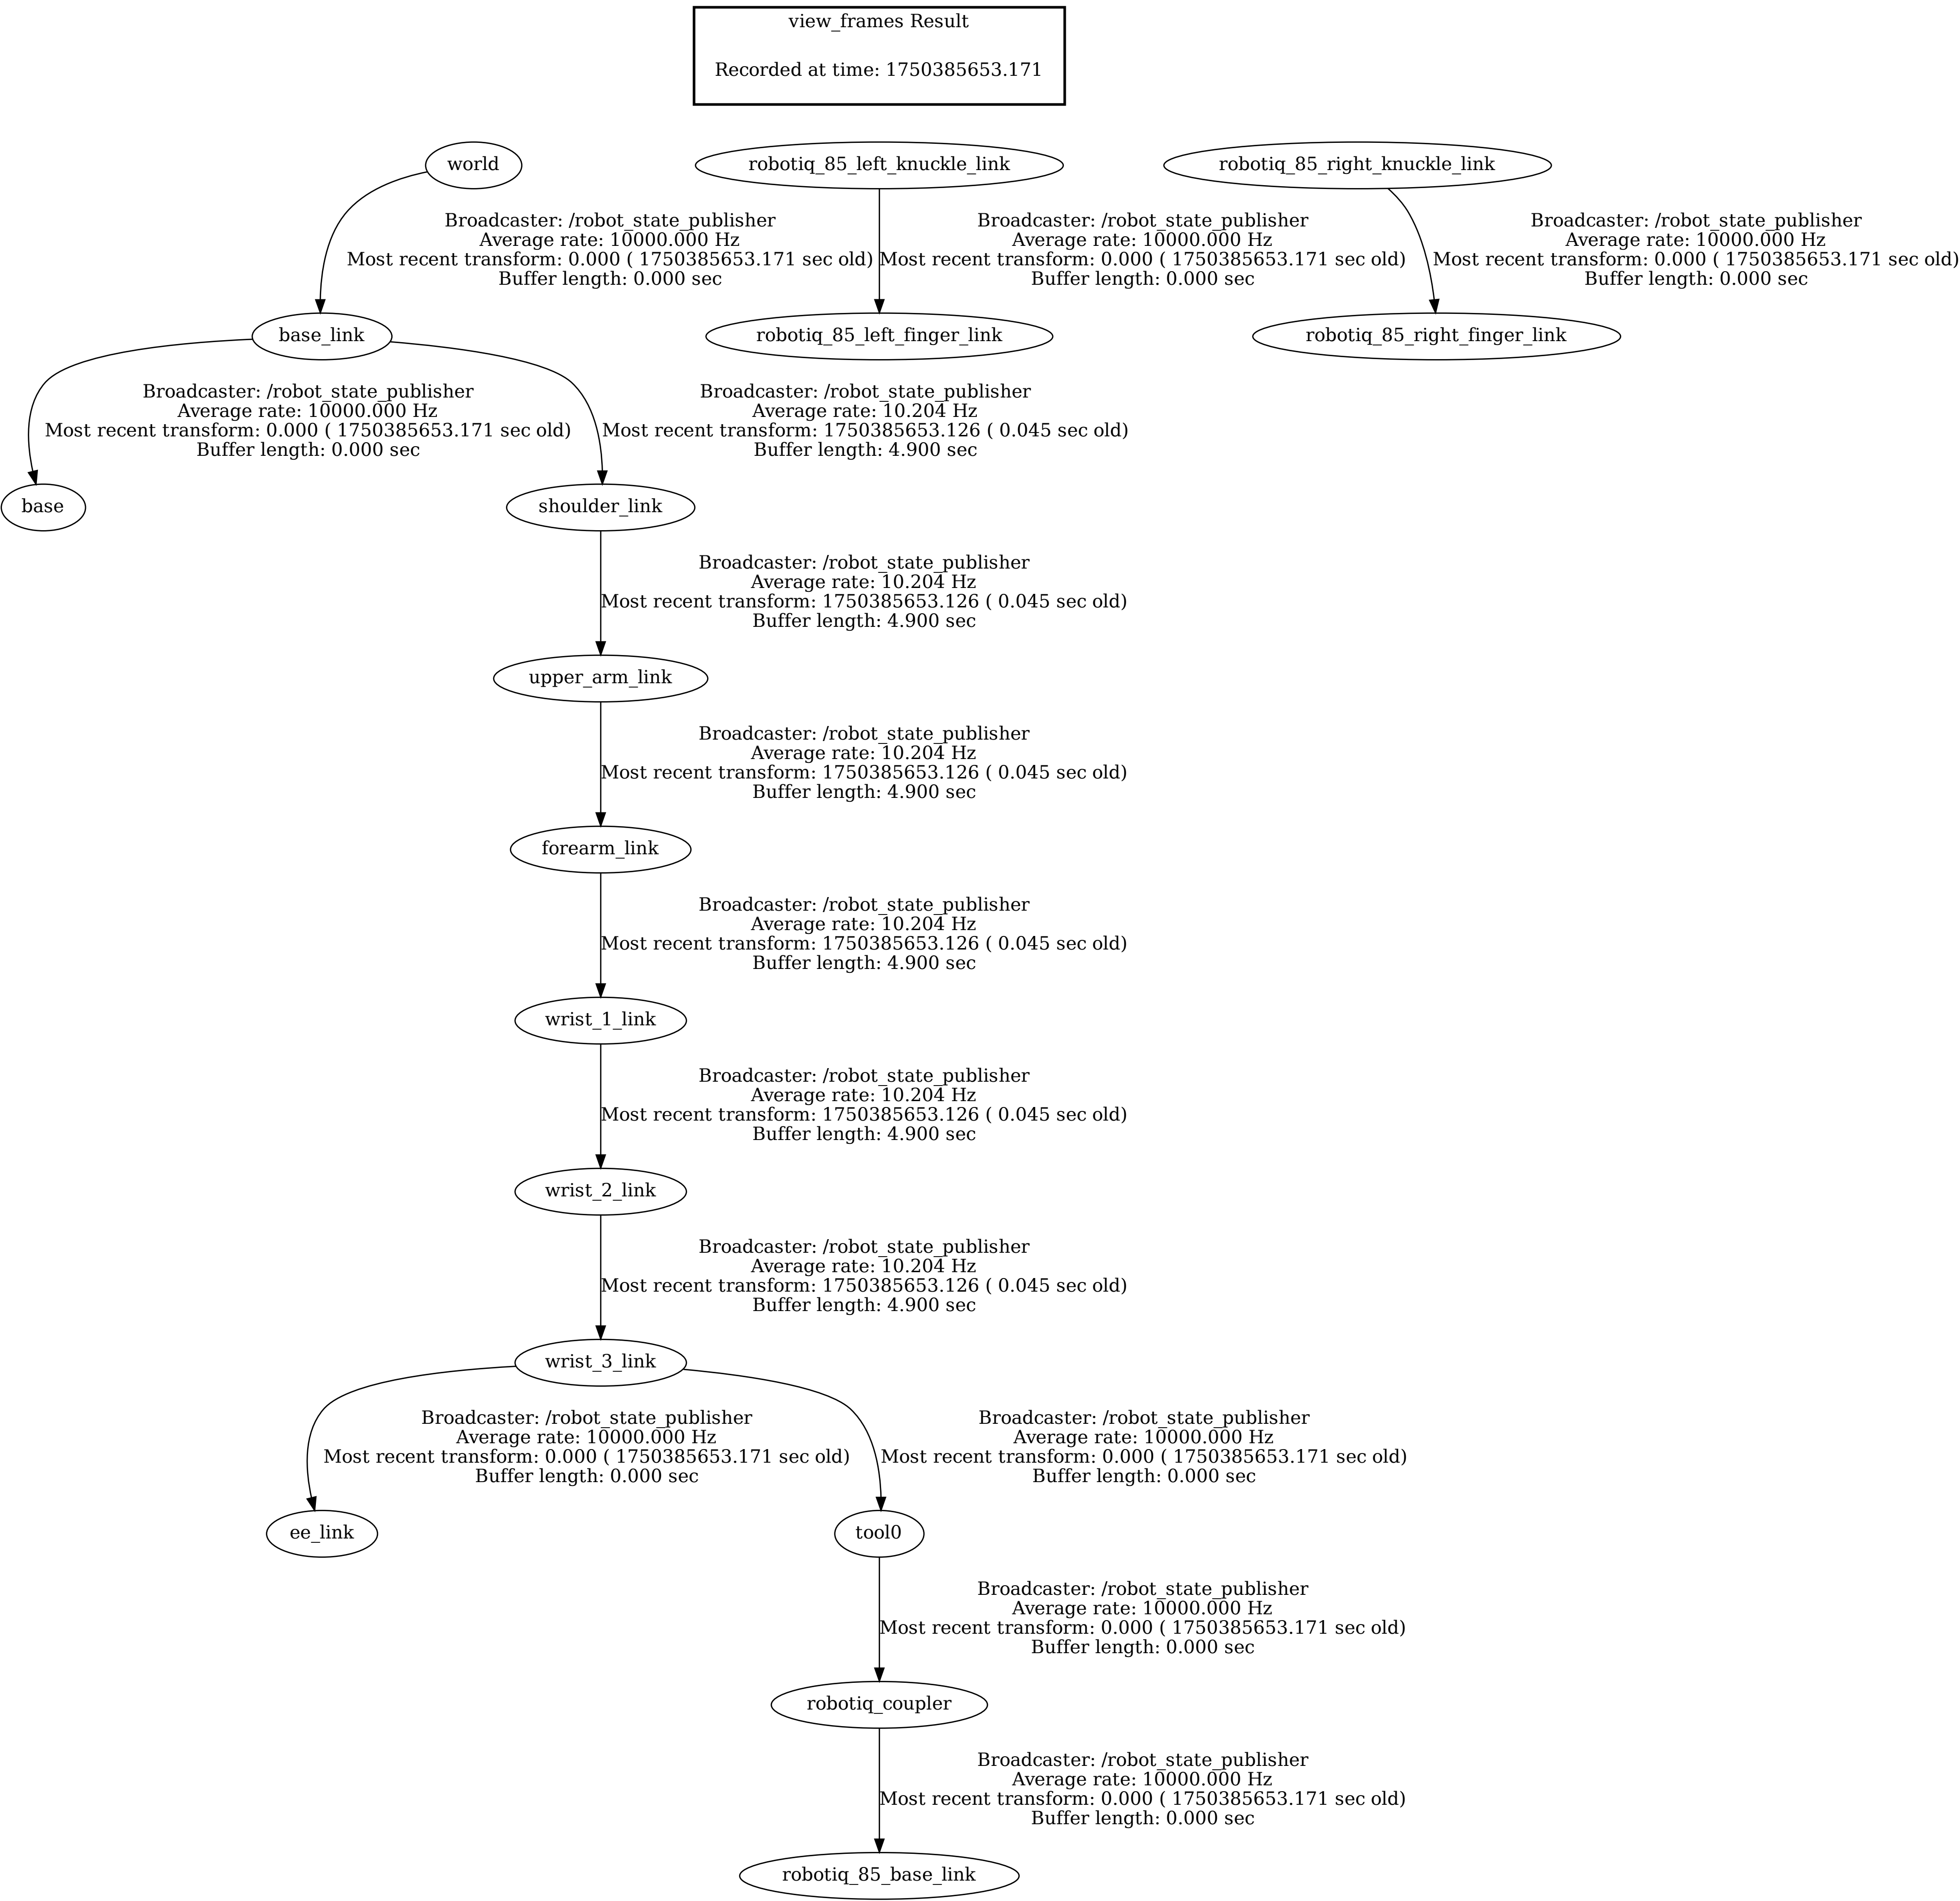 view_frames Result
Recorded at time: 1750385653.171
world
robotiq_85_left_knuckle_link
robotiq_85_right_knuckle_link
Broadcaster: /robot_state_publisher
Average rate: 10000.000 Hz
Most recent transform: 0.000 ( 1750385653.171 sec old)
Buffer length: 0.000 sec
Broadcaster: /robot_state_publisher
Average rate: 10000.000 Hz
Most recent transform: 0.000 ( 1750385653.171 sec old)
Buffer length: 0.000 sec
Broadcaster: /robot_state_publisher
Average rate: 10000.000 Hz
Most recent transform: 0.000 ( 1750385653.171 sec old)
Buffer length: 0.000 sec
base_link
robotiq_85_left_finger_link
robotiq_85_right_finger_link
Broadcaster: /robot_state_publisher
Average rate: 10000.000 Hz
Most recent transform: 0.000 ( 1750385653.171 sec old)
Buffer length: 0.000 sec
Broadcaster: /robot_state_publisher
Average rate: 10.204 Hz
Most recent transform: 1750385653.126 ( 0.045 sec old)
Buffer length: 4.900 sec
base
shoulder_link
Broadcaster: /robot_state_publisher
Average rate: 10.204 Hz
Most recent transform: 1750385653.126 ( 0.045 sec old)
Buffer length: 4.900 sec
upper_arm_link
Broadcaster: /robot_state_publisher
Average rate: 10.204 Hz
Most recent transform: 1750385653.126 ( 0.045 sec old)
Buffer length: 4.900 sec
forearm_link
Broadcaster: /robot_state_publisher
Average rate: 10.204 Hz
Most recent transform: 1750385653.126 ( 0.045 sec old)
Buffer length: 4.900 sec
wrist_1_link
Broadcaster: /robot_state_publisher
Average rate: 10.204 Hz
Most recent transform: 1750385653.126 ( 0.045 sec old)
Buffer length: 4.900 sec
wrist_2_link
Broadcaster: /robot_state_publisher
Average rate: 10.204 Hz
Most recent transform: 1750385653.126 ( 0.045 sec old)
Buffer length: 4.900 sec
wrist_3_link
Broadcaster: /robot_state_publisher
Average rate: 10000.000 Hz
Most recent transform: 0.000 ( 1750385653.171 sec old)
Buffer length: 0.000 sec
Broadcaster: /robot_state_publisher
Average rate: 10000.000 Hz
Most recent transform: 0.000 ( 1750385653.171 sec old)
Buffer length: 0.000 sec
ee_link
tool0
Broadcaster: /robot_state_publisher
Average rate: 10000.000 Hz
Most recent transform: 0.000 ( 1750385653.171 sec old)
Buffer length: 0.000 sec
robotiq_coupler
Broadcaster: /robot_state_publisher
Average rate: 10000.000 Hz
Most recent transform: 0.000 ( 1750385653.171 sec old)
Buffer length: 0.000 sec
robotiq_85_base_link